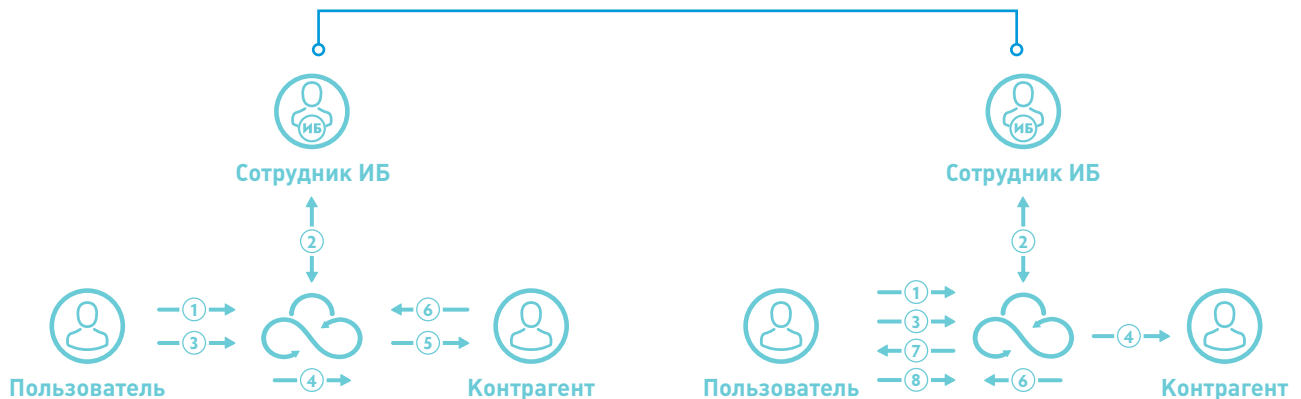 ИБ
ИБ
Сотрудник ИБ
Сотрудник ИБ
2
2
1
6
1
3
5
3
4
7
4
8
6
Пользователь
Контрагент
Пользователь
Контрагент